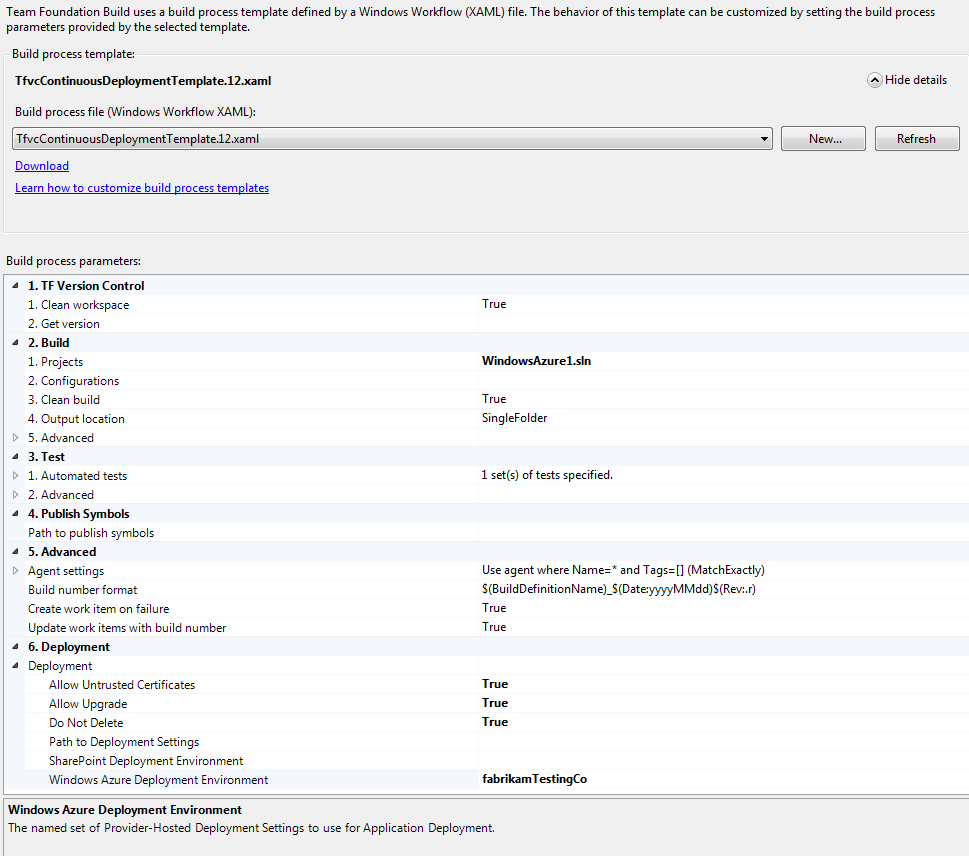 Team Foundation Build uses a build process template defined by a Windows Workflow (XAML) file. The behavior of this template can be customized by setting the build process
parameters provided by the selected template.
Build process template:
TfvcContinuousDeploymentTemplate.12.xaml
Hide details
Build process file (Windows Workflow XAML):
TfvcContinuousDeploymentTemplate.12.xaml
New...
Refresh
Download
Learn how to customize build process templates
Build process parameters:
1. TF Version Control
1. Clean workspace True
2. Get version
2. Build
1. Projects WindowsAzure1.sln
2. Configurations
3. Clean build True
4. Output location SingleFolder
5. Advanced
3. Test
1. Automated tests 1 set(s) of tests specified.
2. Advanced
4. Publish Symbols
Path to publish symbols
5. Advanced
Agent settings Use agent where Name=* and Tags=[] (MatchExactly)
Build number format $(BuildDefinitionName)_$(Date:yyyyMMdd)$(Rev:.r)
Create work item on failure True
Update work items with build number True
6. Deployment
Deployment
Allow Untrusted Certificates True
Allow Upgrade True
Do Not Delete True
Path to Deployment Settings
SharePoint Deployment Environment
Windows Azure Deployment Environment fabrikamTestingCo
Windows Azure Deployment Environment
The named set of Provider-Hosted Deployment Settings to use for Application Deployment.